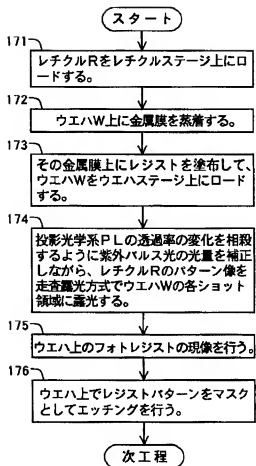 スタート
171
レチクルRをレチクルステージ上にロ
ードする。
172
ウエハW上に金属膜を蒸着する。
173
その金属膜上にレジストを塗布して、
ウエハWをウエハステージ上にロード
する。
174
投影光学系PLの透過率の変化を相殺
するように紫外パルス光の光量を補正
しながら、レチクルRのパターン像を
走査露光方式でウエハWの各ショット
領域に露光する。
175
ウエハ上のフォトレジストの現像を行う。
176
ウエハ上でレジストパターンをマスク
としてエッチングを行う。
次工程